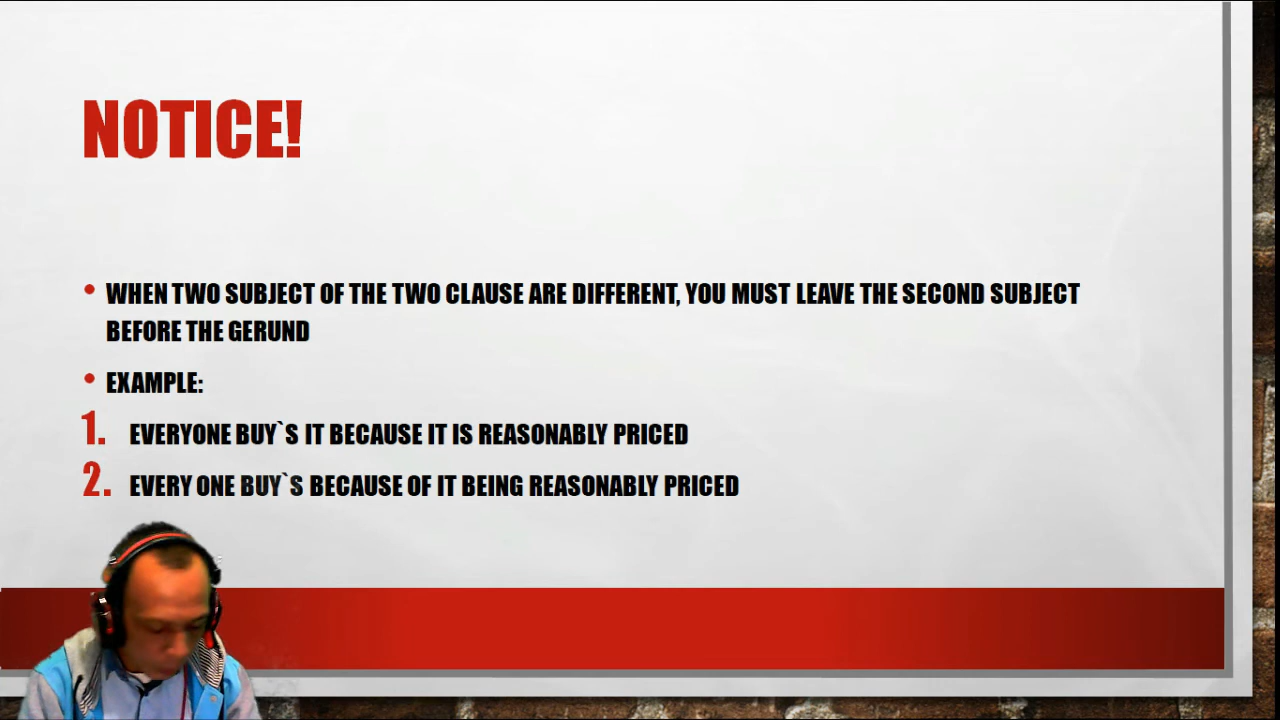 NOTICE!
• WHEN TWO SUBJECT OF THE TWO CLAUSE ARE DIFFERENT, YOU MUST LEAVE THE SECOND SUBJECT
BEFORE THE GERUND
• EXAMPLE:
1. EVERYONE BUY`S IT BECAUSE IT IS REASONABLY PRICED
2. EVERY ONE BUY`S BECAUSE OF IT BEING REASONABLY PRICED